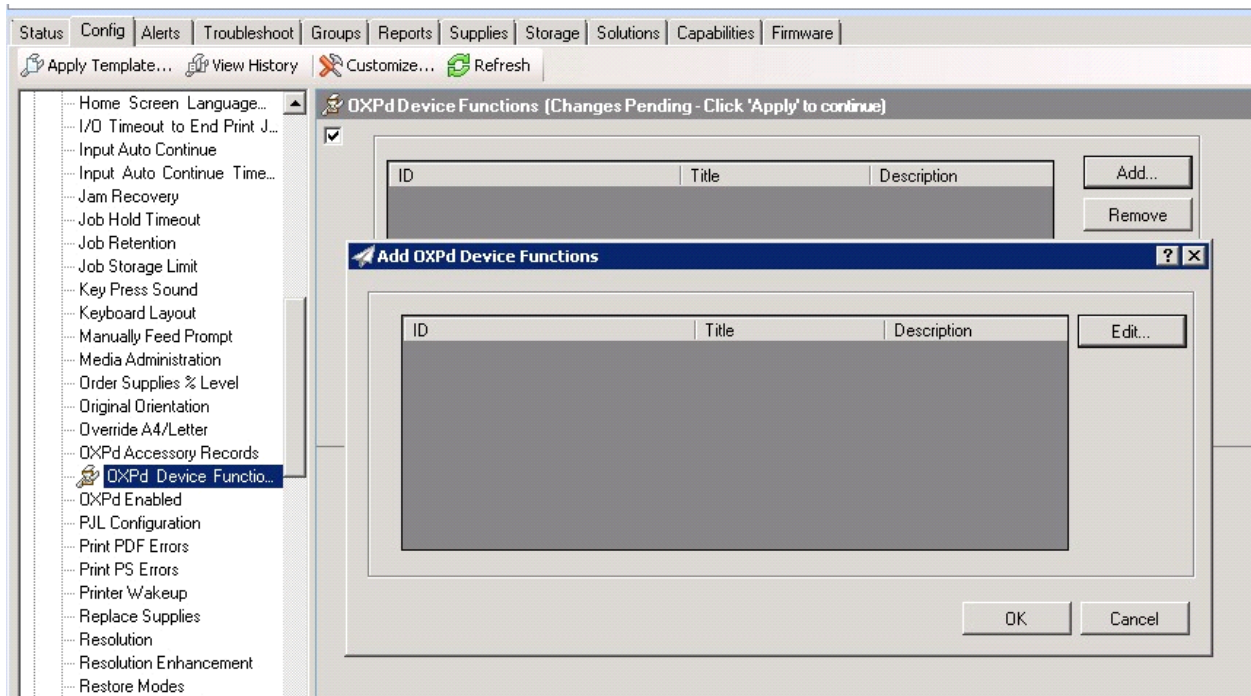 Status Config Alerts Troubleshoot Groups Reports Supplies Storage Solutions Capabilities Firmware
Apply Template... View History Customize... Refresh
Home Screen Language...
I/O Timeout to End Print J...
Input Auto Continue
Input Auto Continue Time...
Jam Recovery
Job Hold Timeout
Job Retention
Job Storage Limit
Key Press Sound
Keyboard Layout
Manually Feed Prompt
Media Administration
Order Supplies % Level
Original Orientation
Override A4/Letter
OXPd Accessory Records
OXPd Device Functio...
OXPd Enabled
PJL Configuration
Print PDF Errors
Print PS Errors
Printer Wakeup
Replace Supplies
Resolution
Resolution Enhancement
Restore Modes
OXPd Device Functions (Changes Pending - Click 'Apply' to continue)
ID Title Description
Add...
Remove
Add OXPd Device Functions
ID Title Description
Edit...
OK Cancel